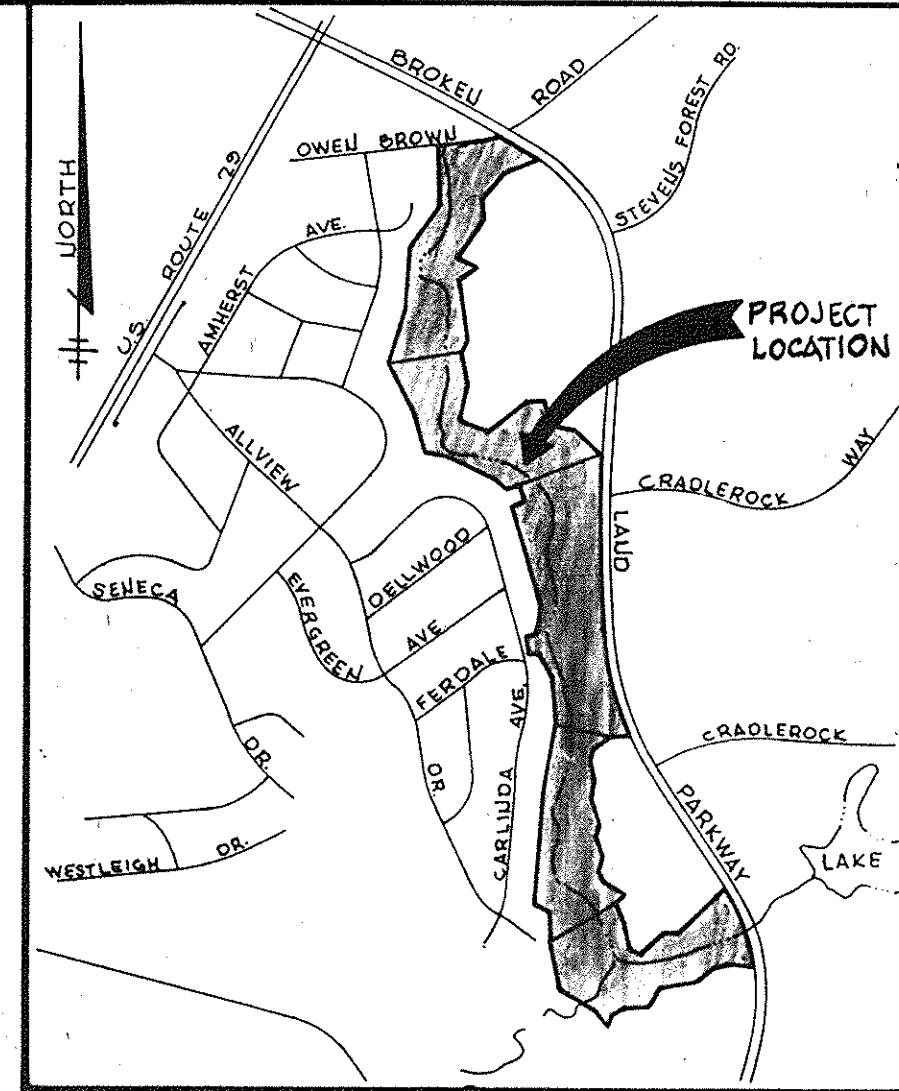 BROKEN
ROAD
STEVENS FOREST RD.
OWEN BROWN
NORTH
U.S. ROUTE 29
AMHERST AVE.
PROJECT
LOCATION
ALLVIEW
CRADLEROCK WAY
LAND
DELLWOOD
SENECA
EVERGREEN AVE.
FERDALE
DR.
DR.
CARLINDA AVE.
CRADLEROCK
PARKWAY
WESTLEIGH DR.
LAKE